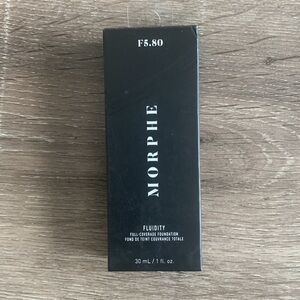 F5.80
MORPHE
FLUIDITY
FULL-COVERAGE FOUNDATION
FOND DE TEINT COUVRANCE TOTALE
30 mL / 1 fl. oz.